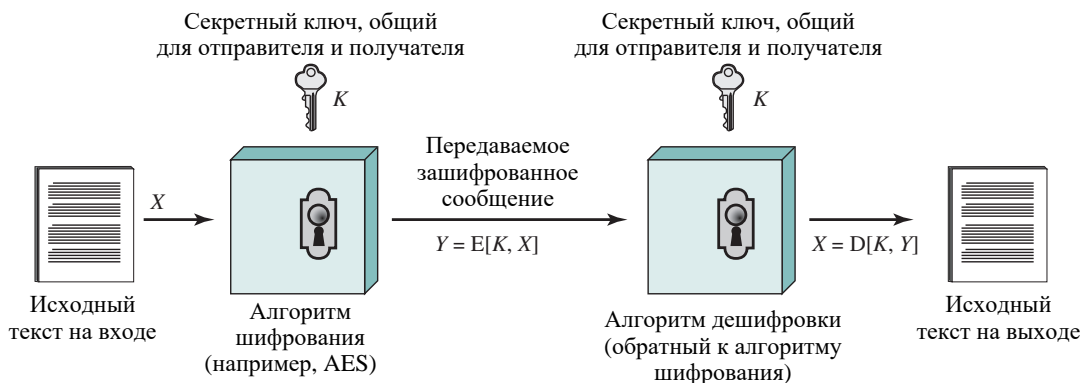 Секретный ключ, общий
для отправителя и получателя
K
Секретный ключ, общий
для отправителя и получателя
K
X
Передаваемое
зашифрованное
сообщение
Y = E[K, X]
X = D[K, Y]
Исходный
текст на входе
Алгоритм
шифрования
(например, AES)
Алгоритм дешифровки
(обратный к алгоритму
шифрования)
Исходный
текст на выходе